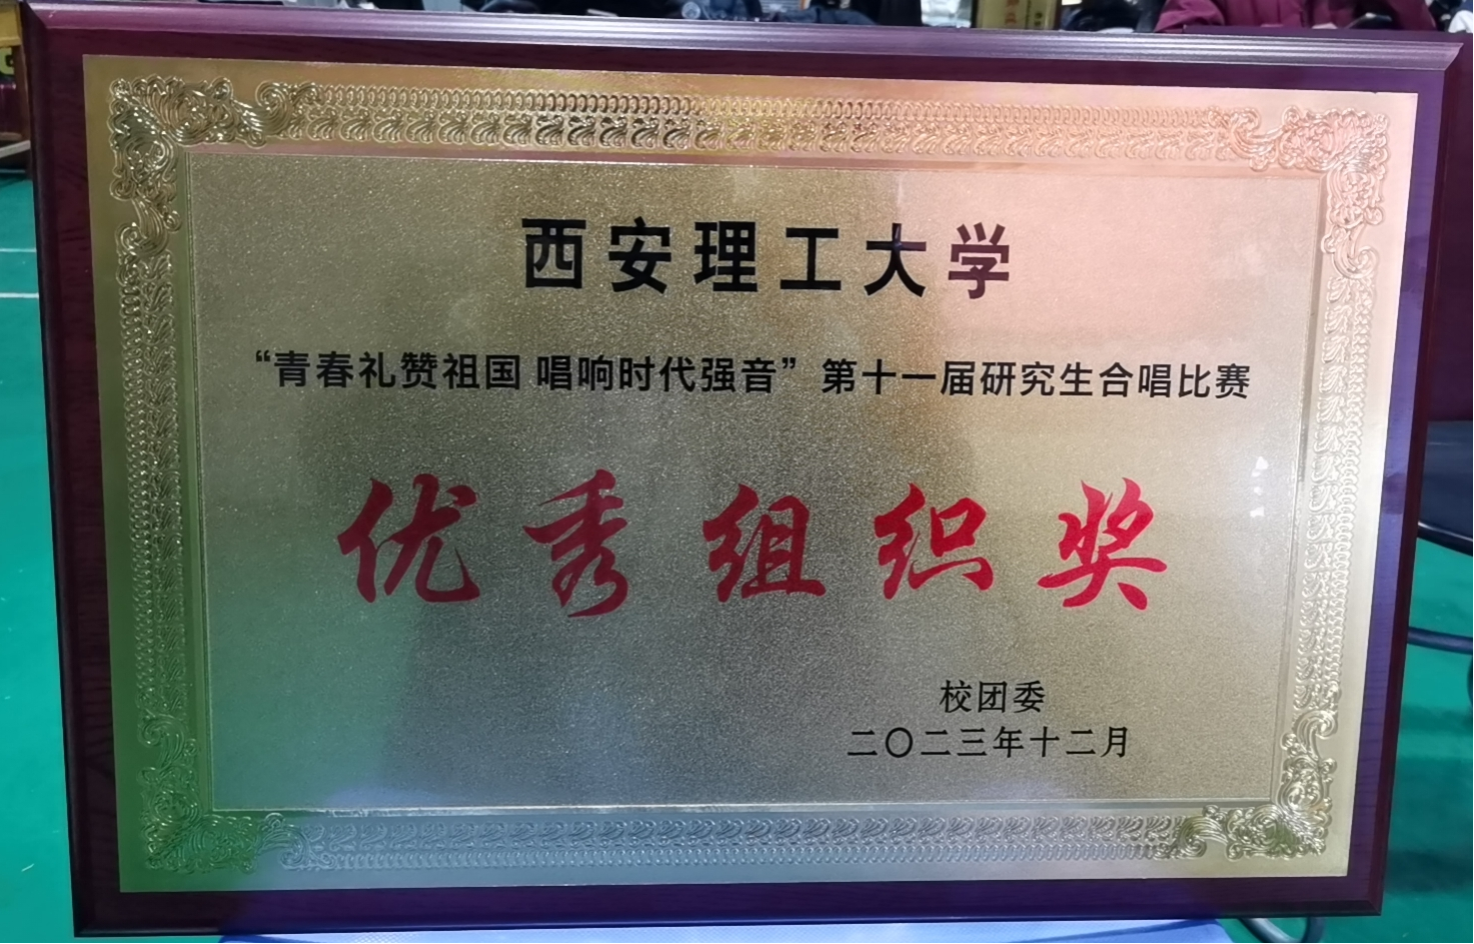 西安理工大学
“青春礼赞祖国 唱响时代强音”第十一届研究生合唱比赛
优秀组织奖
校团委
二〇二三年十二月